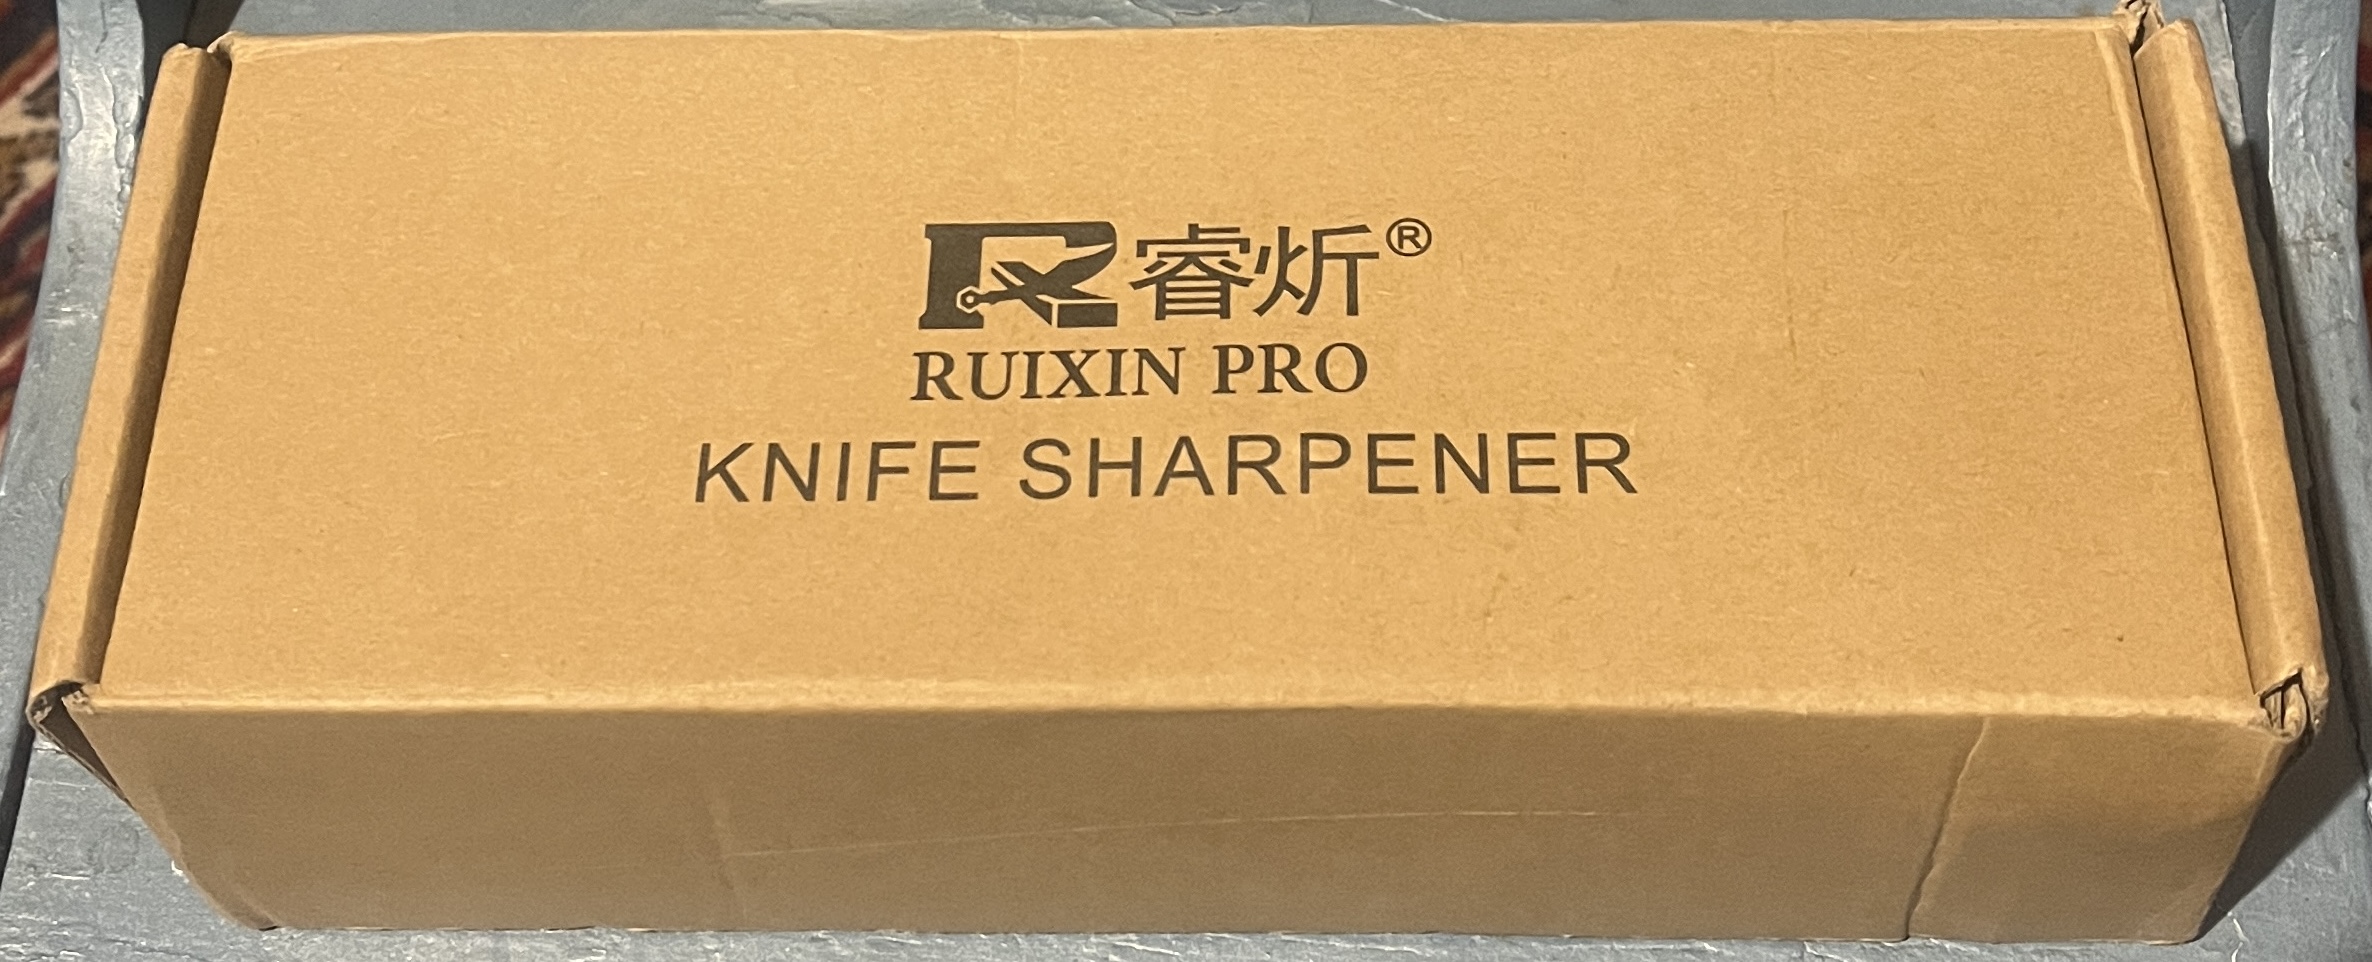 睿炘®
RUIXIN PRO
KNIFE SHARPENER